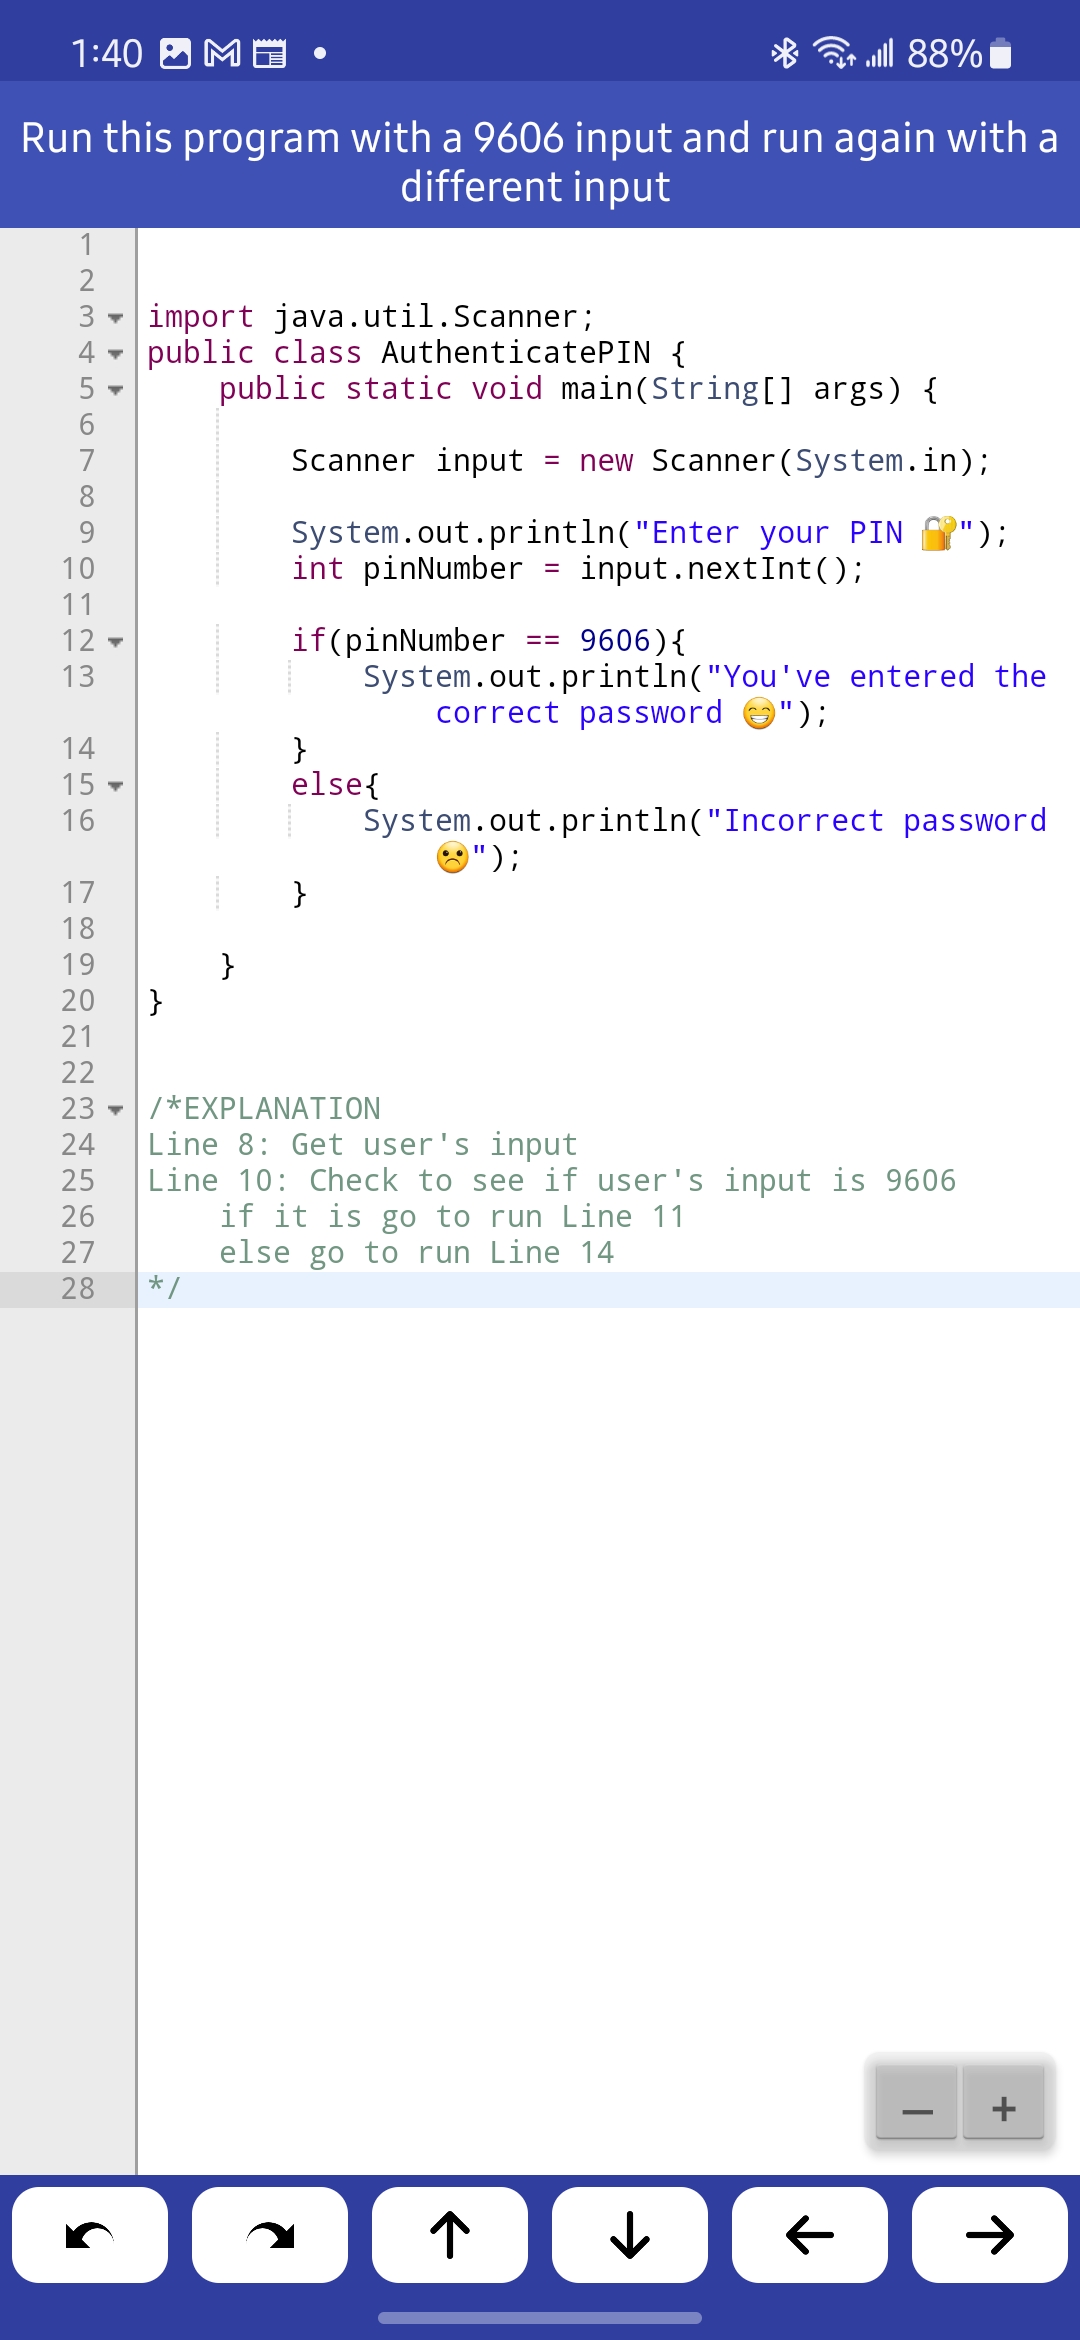 1:40 88%
Run this program with a 9606 input and run again with a
different input
1
2
3 import java.util.Scanner;
4 public class AuthenticatePIN {
5 public static void main(String[] args) {
6
7 Scanner input = new Scanner(System.in);
8
9 System.out.println("Enter your PIN 🔐");
10 int pinNumber = input.nextInt();
11
12 if(pinNumber == 9606){
13 System.out.println("You've entered the
correct password 😁");
14 }
15 else{
16 System.out.println("Incorrect password
☹️");
17 }
18
19 }
20 }
21
22
23 /*EXPLANATION
24 Line 8: Get user's input
25 Line 10: Check to see if user's input is 9606
26 if it is go to run Line 11
27 else go to run Line 14
28 */
– +